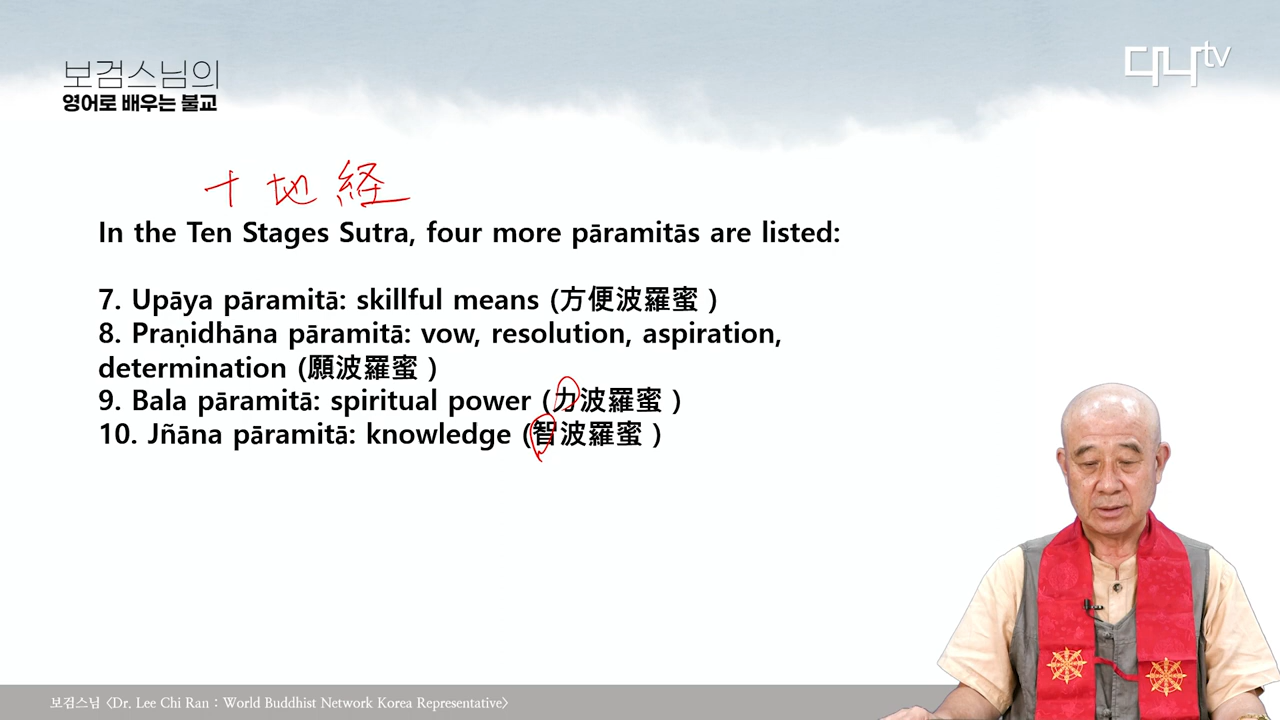 보검스님의
영어로 배우는 불교
디나tv
十地経
In the Ten Stages Sutra, four more pāramitās are listed:
7. Upāya pāramitā: skillful means (方便波羅蜜 )
8. Praṇidhāna pāramitā: vow, resolution, aspiration,
determination (願波羅蜜 )
9. Bala pāramitā: spiritual power (力波羅蜜 )
10. Jñāna pāramitā: knowledge (智波羅蜜 )
보검스님 〈Dr. Lee Chi Ran : World Buddhist Network Korea Representative〉